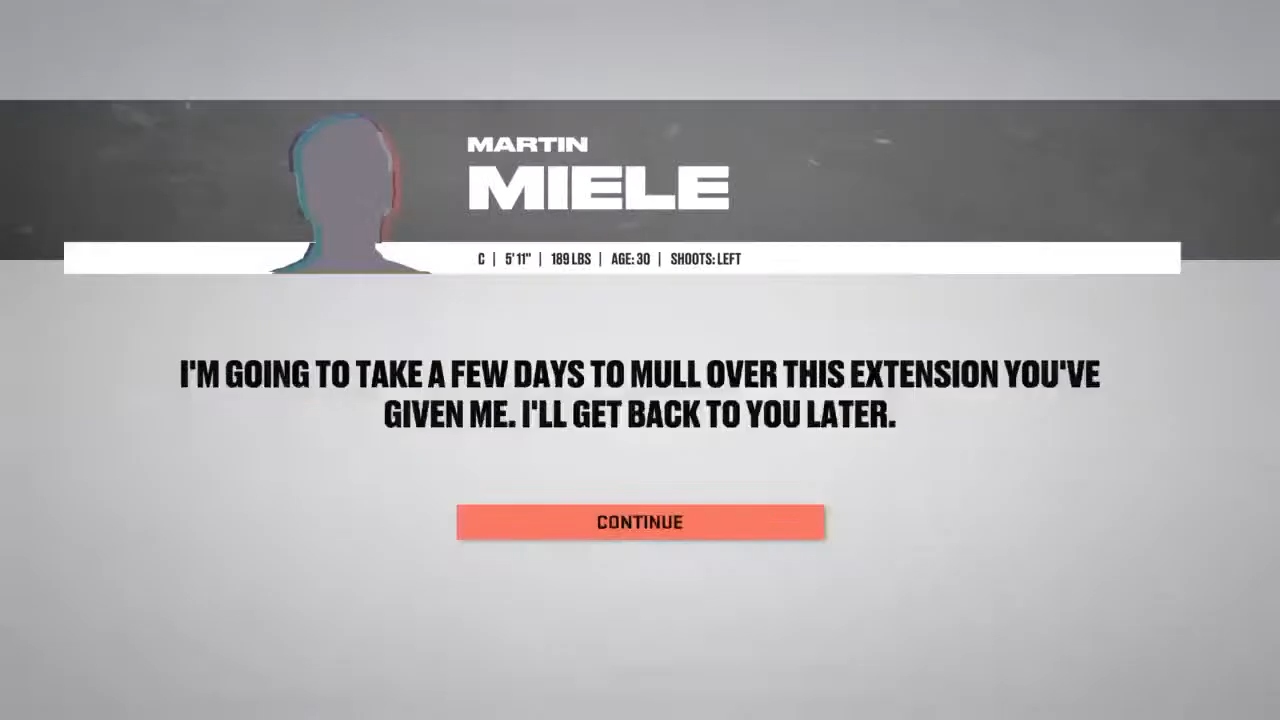 MARTIN
MIELE
C | 5'11" | 189 LBS | AGE: 30 | SHOOTS: LEFT
I'M GOING TO TAKE A FEW DAYS TO MULL OVER THIS EXTENSION YOU'VE
GIVEN ME. I'LL GET BACK TO YOU LATER.
CONTINUE